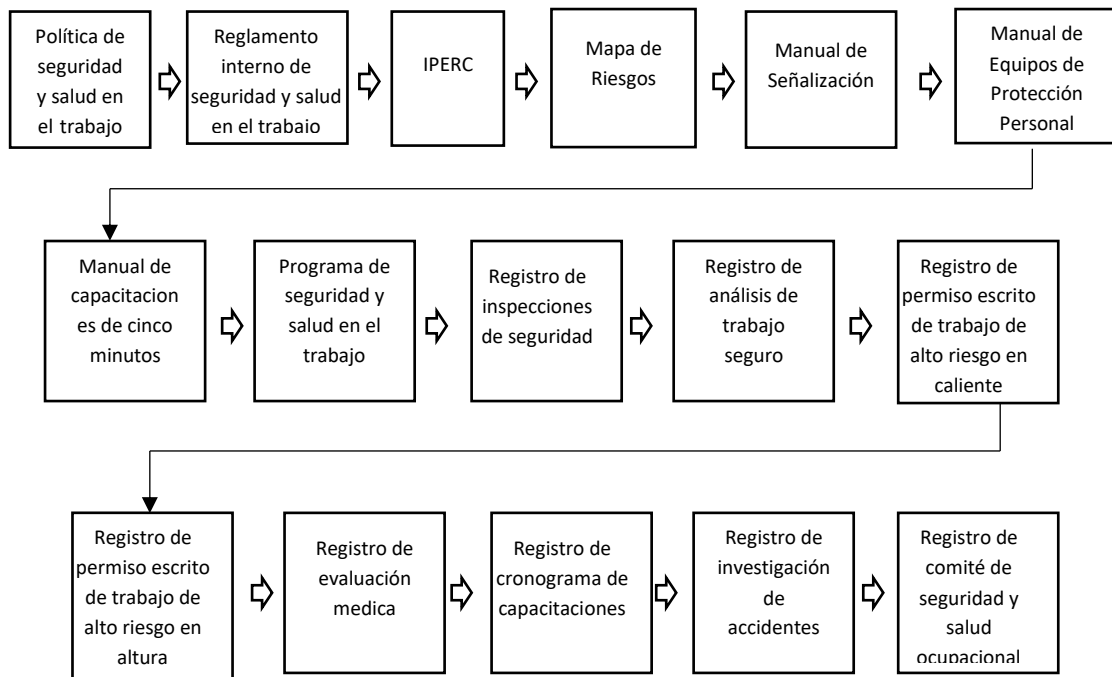 Política de
seguridad
y salud en
el trabajo
Reglamento
interno de
seguridad y salud
en el trabajo
IPERC
Mapa de
Riesgos
Manual de
Señalización
Manual de
Equipos de
Protección
Personal
Manual de
capacitacion
es de cinco
minutos
Programa de
seguridad y
salud en el
trabajo
Registro de
inspecciones
de seguridad
Registro de
análisis de
trabajo
seguro
Registro de
permiso escrito
de trabajo de
alto riesgo en
caliente
Registro de
permiso escrito
de trabajo de
alto riesgo en
altura
Registro de
evaluación
medica
Registro de
cronograma de
capacitaciones
Registro de
investigación
de
accidentes
Registro de
comité de
seguridad y
salud
ocupacional